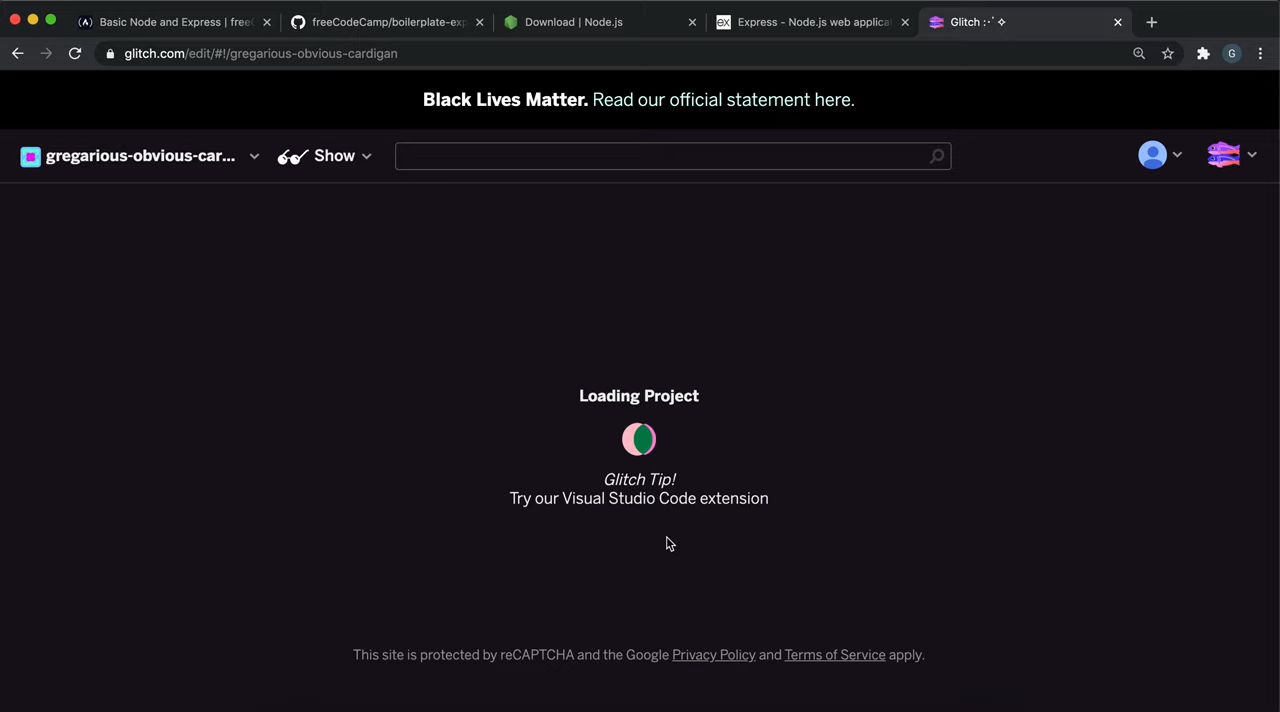 Basic Node and Express | free
freeCodeCamp/boilerplate-exp
Download | Node.js
ex
Express - Node.js web applicat
Glitch :·ﾟ✧
glitch.com/edit/#!/gregarious-obvious-cardigan
G
Black Lives Matter. Read our official statement here.
gregarious-obvious-car...
Show
Loading Project
Glitch Tip!
Try our Visual Studio Code extension
This site is protected by reCAPTCHA and the Google Privacy Policy and Terms of Service apply.